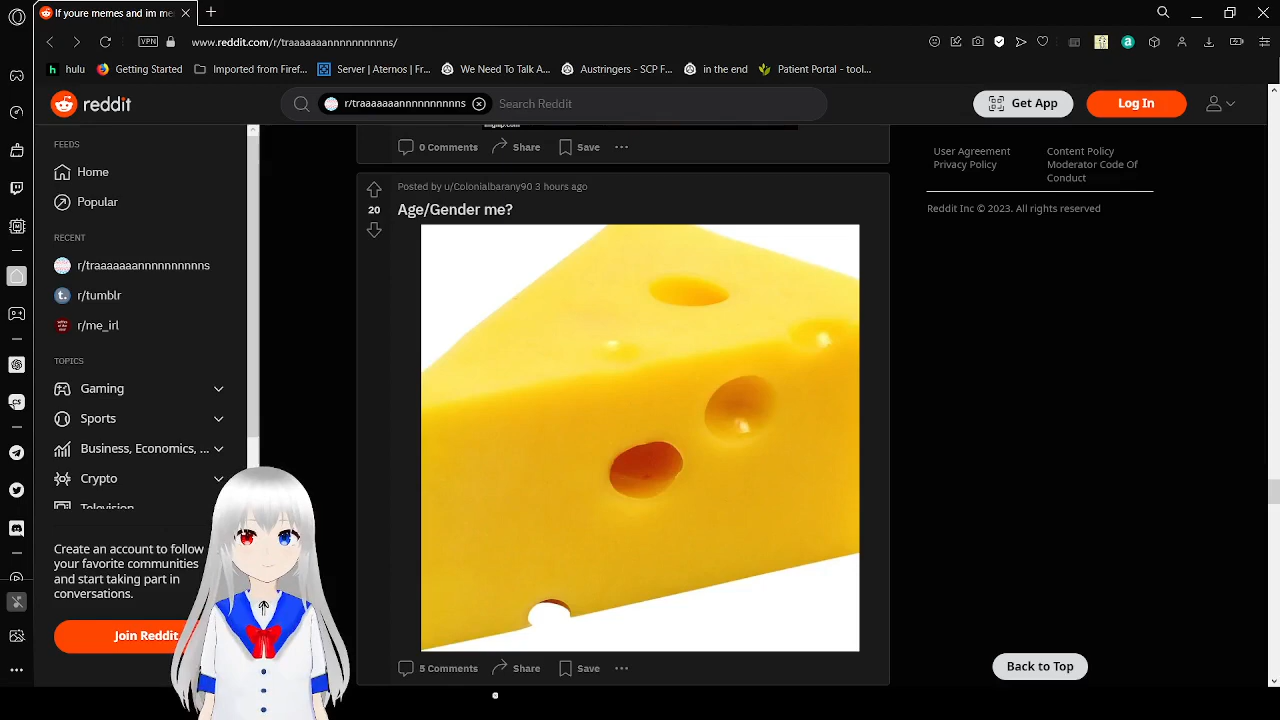 If youre memes and im me
www.reddit.com/r/traaaaaaannnnnnnnnns/
VPN
hulu
Getting Started
Imported from Firef...
Server | Aternos | Fr...
We Need To Talk A...
Austringers - SCP F...
in the end
Patient Portal - tool...
reddit
r/traaaaaaannnnnnnnnns
Search Reddit
Get App
Log In
FEEDS
Home
Popular
RECENT
r/traaaaaaannnnnnnnnns
r/tumblr
r/me_irl
TOPICS
Gaming
Sports
Business, Economics, ...
Crypto
Television
Create an account to follow
your favorite communities
and start taking part in
conversations.
Join Reddit
0 Comments
Share
Save
Posted by u/Colonialbarany90 3 hours ago
20
Age/Gender me?
5 Comments
Share
Save
User Agreement
Privacy Policy
Content Policy
Moderator Code Of
Conduct
Reddit Inc © 2023. All rights reserved
Back to Top